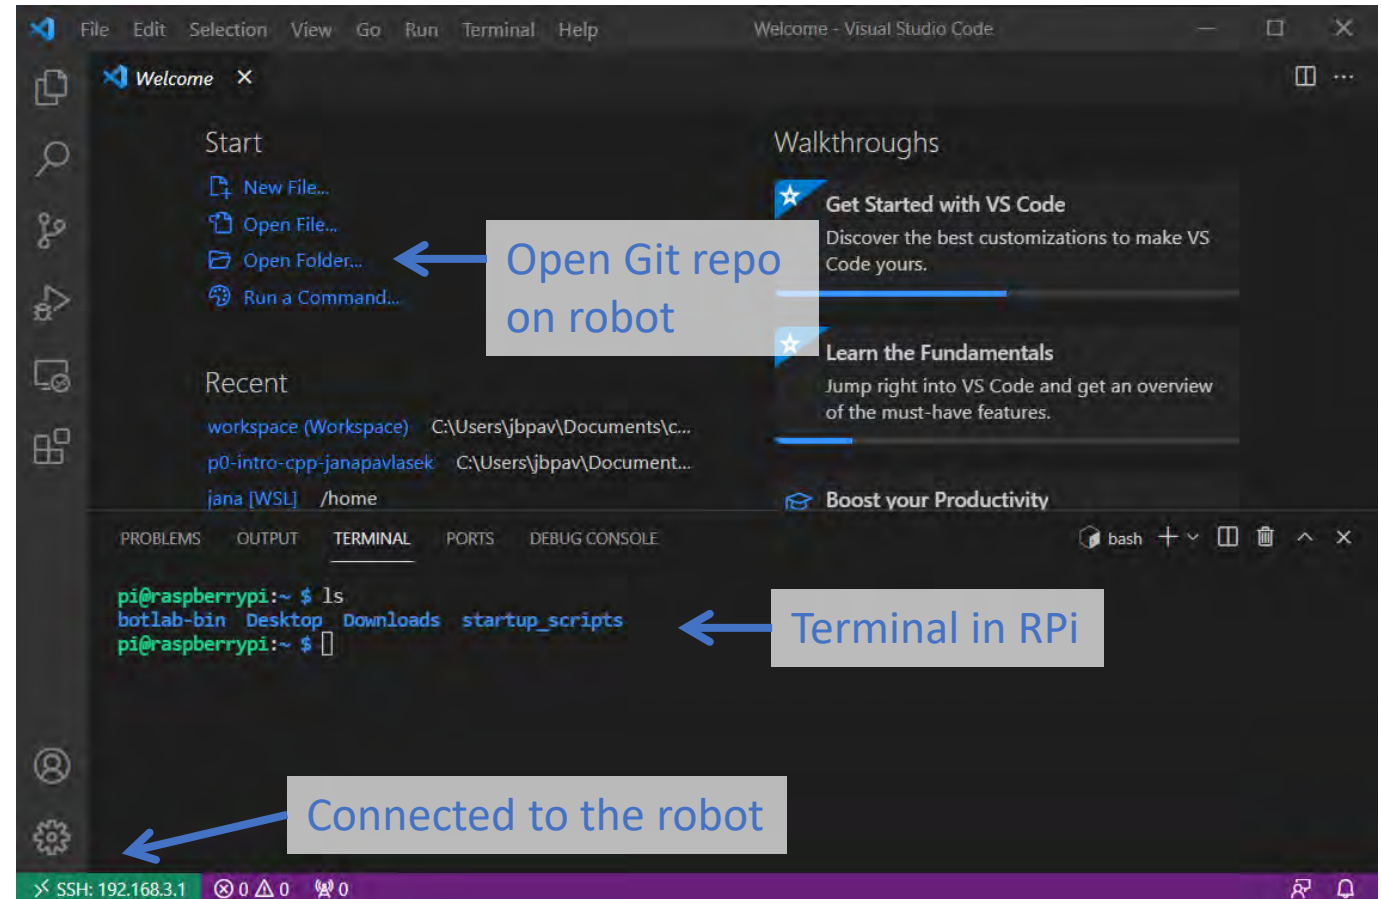 File Edit Selection View Go Run Terminal Help Welcome - Visual Studio Code
Welcome
Start
New File...
Open File...
Open Folder...
Run a Command...
Open Git repo
on robot
Recent
workspace (Workspace) C:\Users\jbpav\Documents\c...
p0-intro-cpp-janapavlasek C:\Users\jbpav\Document...
jana [WSL] /home
Walkthroughs
Get Started with VS Code
Discover the best customizations to make VS
Code yours.
Learn the Fundamentals
Jump right into VS Code and get an overview
of the must-have features.
Boost your Productivity
PROBLEMS OUTPUT TERMINAL PORTS DEBUG CONSOLE bash
pi@raspberrypi:~ $ ls
botlab-bin Desktop Downloads startup_scripts
pi@raspberrypi:~ $
Terminal in RPi
Connected to the robot
SSH: 192.168.3.1 0 0 0